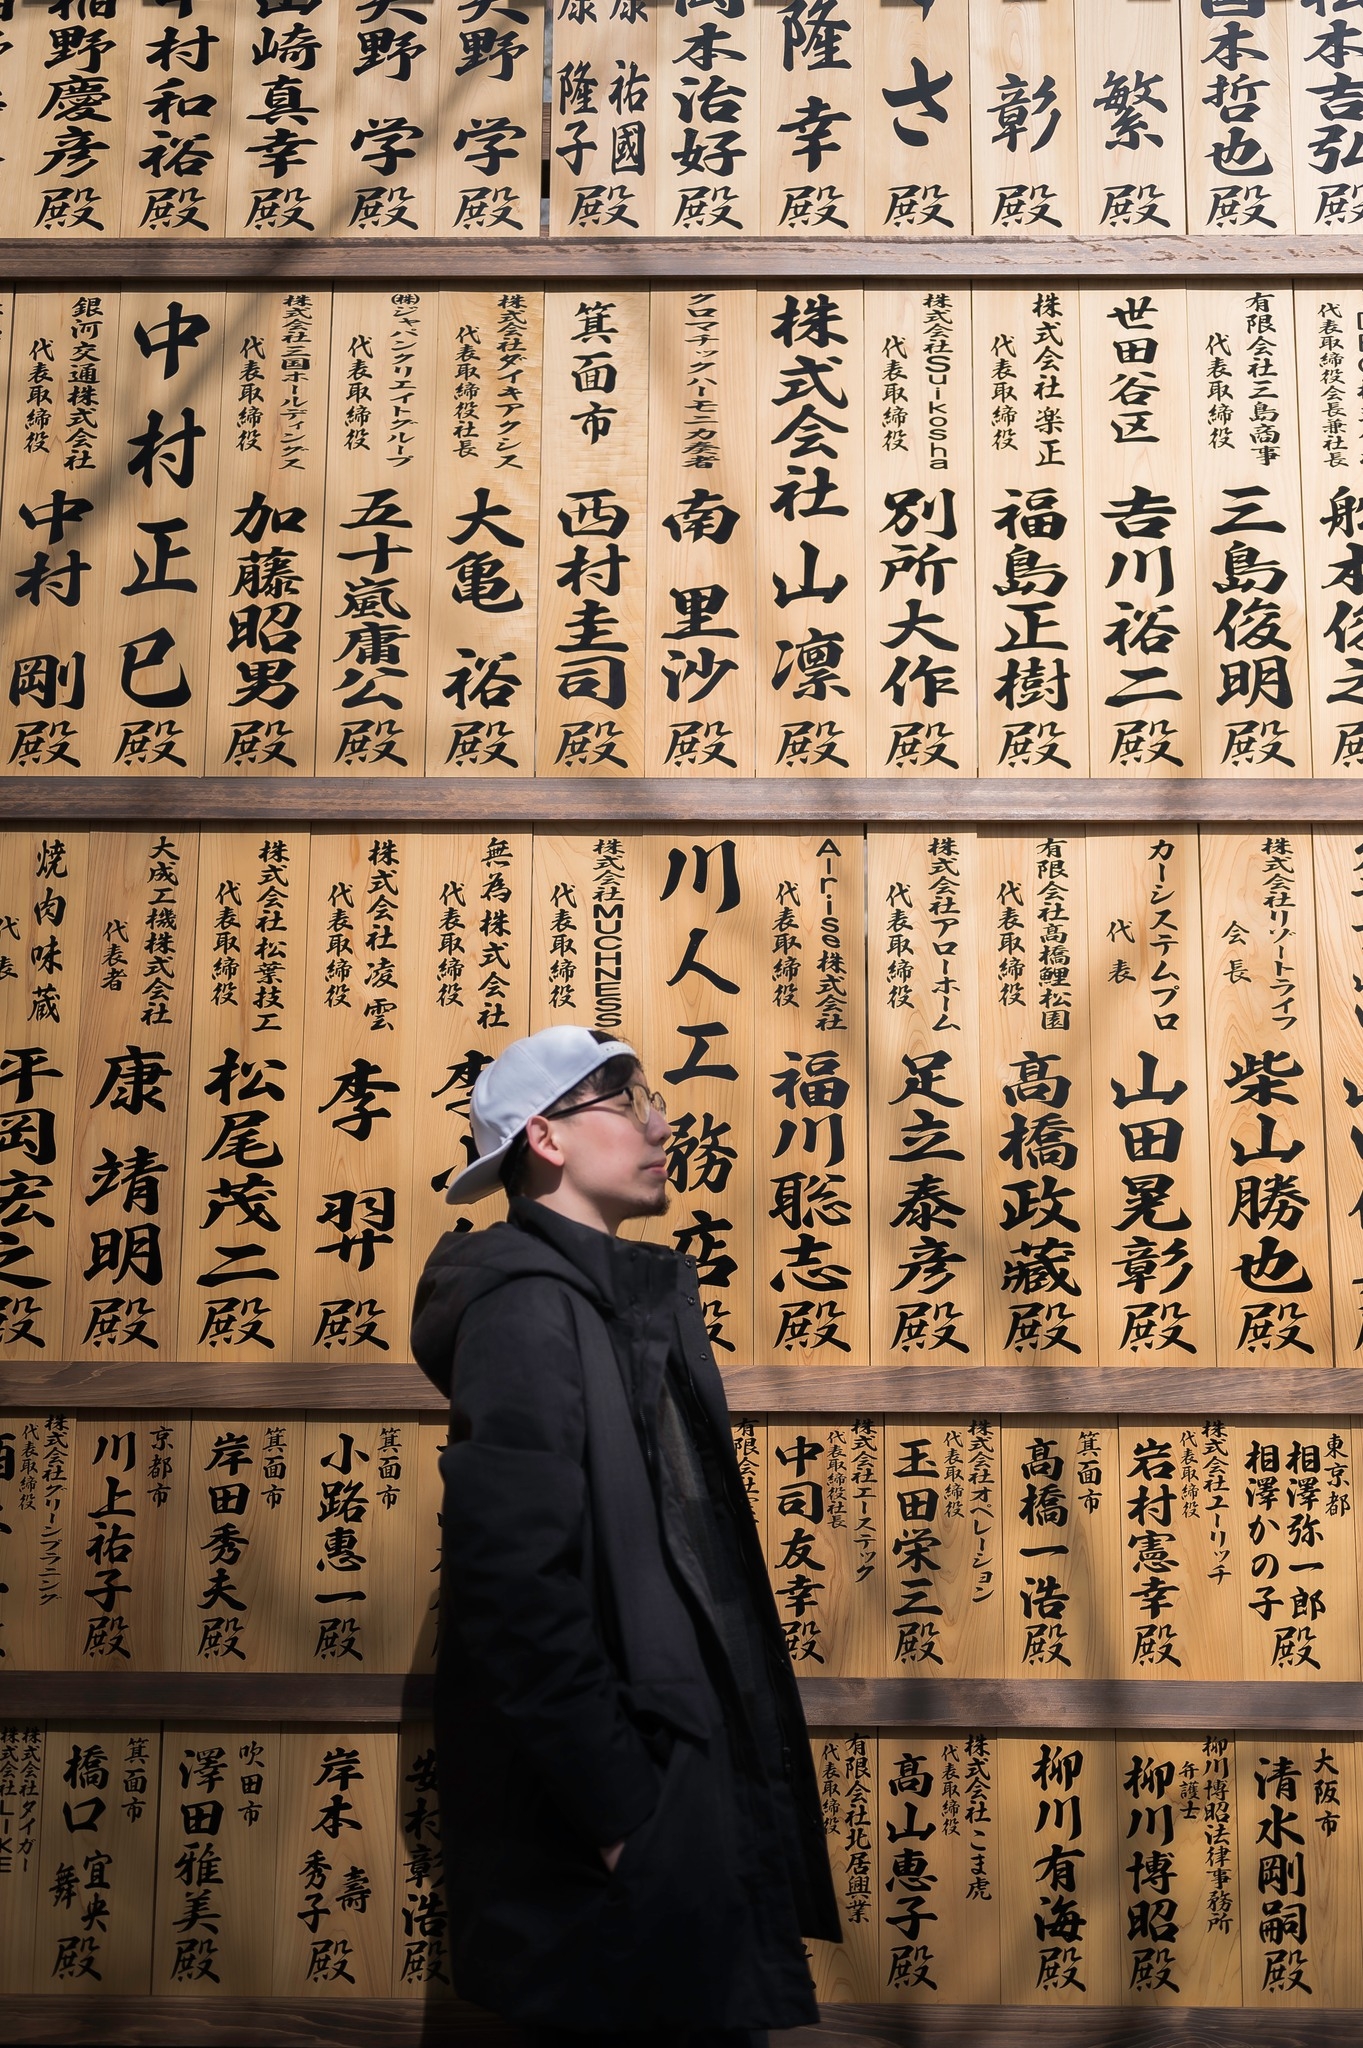 本吉弘殿
本哲也殿
繁殿
彰殿
さ殿
隆幸殿
本治好殿
祐國
隆子
殿
野学殿
野学殿
崎真幸殿
村和裕殿
野慶彦殿
代表取締役会長兼社長
有限会社三島商事
代表取締役
三島俊明殿
世田谷区
吉川裕二殿
株式会社楽正
代表取締役
福島正樹殿
株式会社Suikosha
代表取締役
別所大作殿
株式会社山凛殿
クロマチックハーモニカ奏者
南里沙殿
箕面市
西村圭司殿
株式会社ダイキアクシス
代表取締役社長
大亀裕殿
㈱ジャパンクリエイトグループ
代表取締役
五十嵐庸公殿
株式会社三国ホールディングス
代表取締役
加藤昭男殿
中村正巳殿
銀河交通株式会社
代表取締役
中村剛殿
株式会社リゾートライフ
会長
柴山勝也殿
カーシステムプロ
代表
山田晃彰殿
有限会社高橋鯉松園
代表取締役
高橋政藏殿
株式会社アローホーム
代表取締役
足立泰彦殿
Alrise株式会社
代表取締役
福川聡志殿
川人工務店殿
株式会社MUCHNESS
代表取締役
無為株式会社
代表取締役
李
株式会社凌雲
代表取締役
李羿殿
株式会社松葉技工
代表取締役
松尾茂二殿
大成工機株式会社
代表者
康靖明殿
焼肉味蔵
代表
平岡宏之殿
東京都
相澤弥一郎
相澤かの子
殿
株式会社ユーリッチ
代表取締役
岩村憲幸殿
箕面市
高橋一浩殿
株式会社オペレーション
代表取締役
玉田栄三殿
株式会社エーステック
代表取締役社長
中司友幸殿
有限会社
箕面市
小路惠一殿
箕面市
岸田秀夫殿
京都市
川上祐子殿
株式会社グリーンプラニング
代表取締役
大阪市
清水剛嗣殿
柳川博昭法律事務所
弁護士
柳川博昭殿
柳川有海殿
株式会社こま虎
代表取締役
高山恵子殿
有限会社北居興業
代表取締役
安村彰浩殿
岸本
壽
秀子
殿
吹田市
澤田雅美殿
箕面市
橋口
宜央
舞
殿
株式会社タイガー
株式会社LIKE